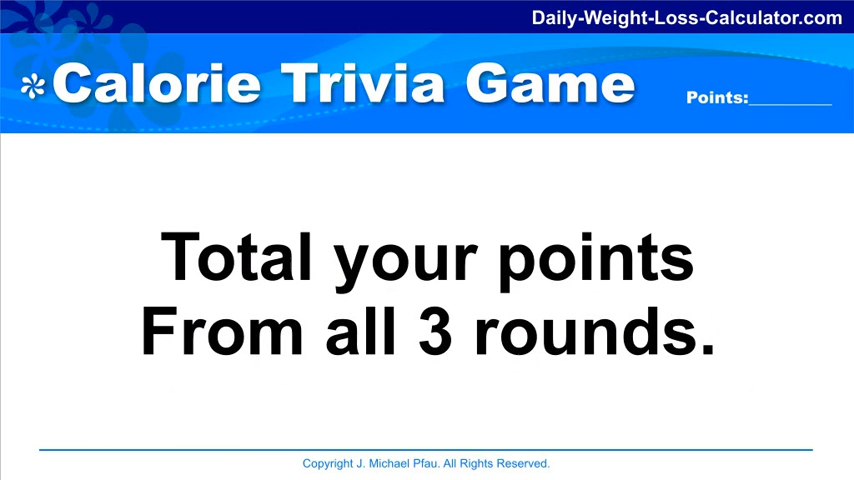 Daily-Weight-Loss-Calculator.com
Calorie Trivia Game
Points:__________
Total your points
From all 3 rounds.
Copyright J. Michael Pfau. All Rights Reserved.